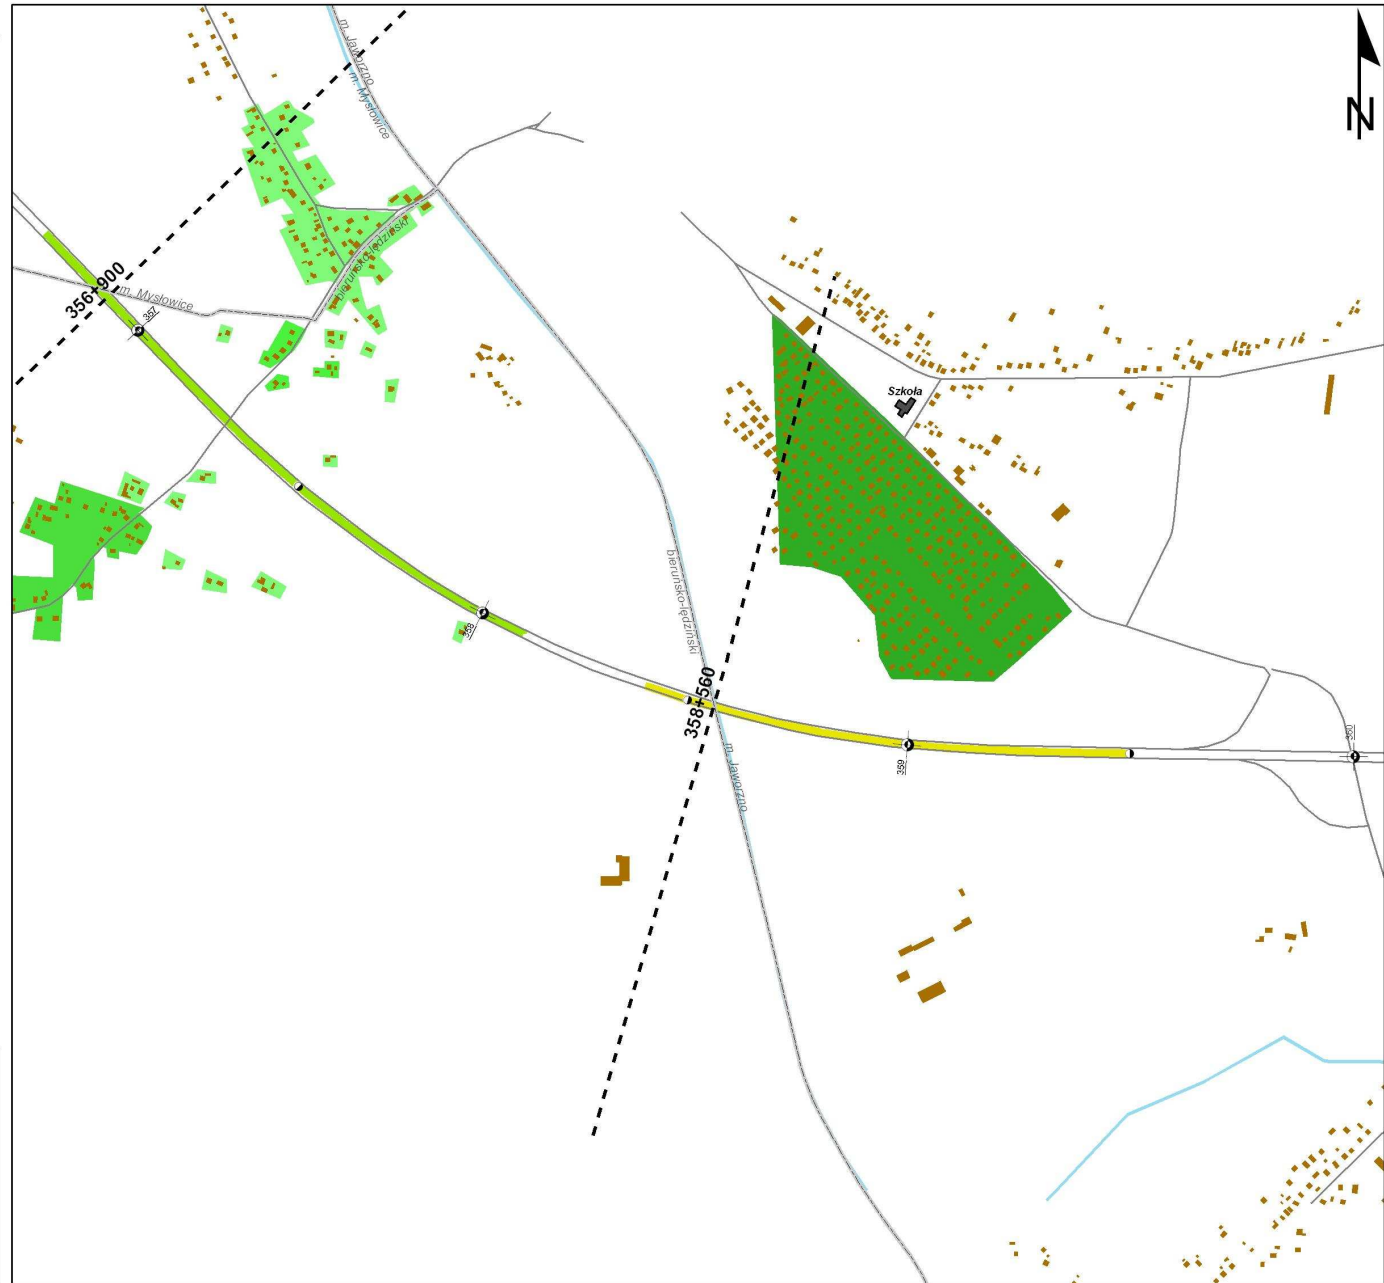 m. Jaworzno
m. Mysłowice
N
bieruńsko-lędziński
356+900
m. Mysłowice
357
Szkoła
bieruńsko-lędziński
358
358+560
m. Jaworzno
359
360